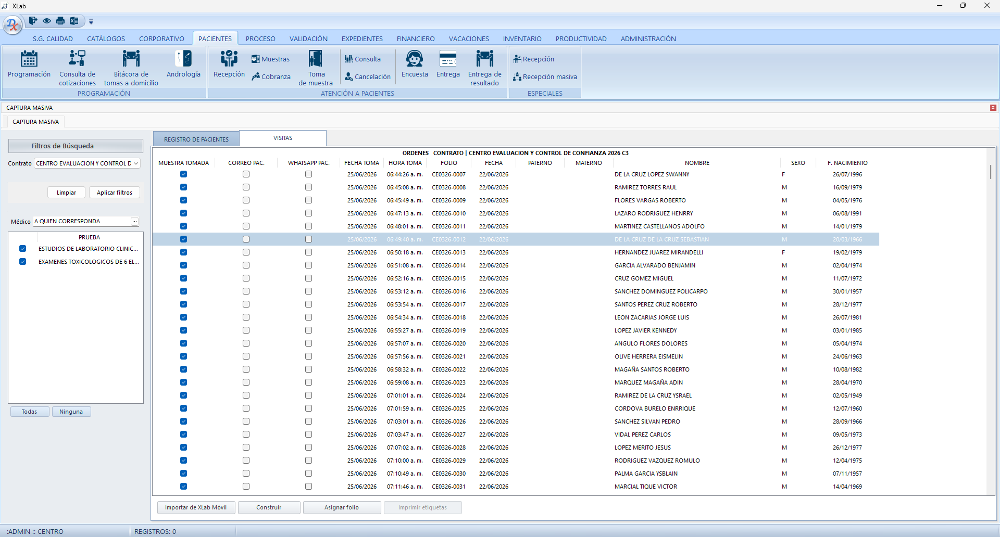 XLab
S.G. CALIDAD CATÁLOGOS CORPORATIVO PACIENTES PROCESO VALIDACIÓN EXPEDIENTES FINANCIERO VACACIONES INVENTARIO PRODUCTIVIDAD ADMINISTRACIÓN
Programación Consulta de cotizaciones Bitácora de tomas a domicilio Andrología
PROGRAMACIÓN
Recepción Muestras Cobranza Toma de muestra Consulta Cancelación Encuesta Entrega Entrega de resultado
ATENCIÓN A PACIENTES
Recepción
Recepción masiva
ESPECIALES
CAPTURA MASIVA
CAPTURA MASIVA
Filtros de Búsqueda
Contrato CENTRO EVALUACION Y CONTROL D
Limpiar Aplicar filtros
Médico A QUIEN CORRESPONDA ...
PRUEBA
ESTUDIOS DE LABORATORIO CLINIC...
EXAMENES TOXICOLOGICOS DE 6 EL...
Todas Ninguna
REGISTRO DE PACIENTES VISITAS
ORDENES CONTRATO | CENTRO EVALUACION Y CONTROL DE CONFIANZA 2026 C3
MUESTRA TOMADA CORREO PAC. WHATSAPP PAC. FECHA TOMA HORA TOMA FOLIO FECHA PATERNO MATERNO NOMBRE SEXO F. NACIMIENTO
25/06/2026 06:44:26 a. m. CE0326-0007 22/06/2026 DE LA CRUZ LOPEZ SWANNY F 26/07/1996
25/06/2026 06:45:08 a. m. CE0326-0008 22/06/2026 RAMIREZ TORRES RAUL M 16/09/1979
25/06/2026 06:45:49 a. m. CE0326-0009 22/06/2026 FLORES VARGAS ROBERTO M 04/05/1976
25/06/2026 06:47:13 a. m. CE0326-0010 22/06/2026 LAZARO RODRIGUEZ HENRRY M 06/08/1991
25/06/2026 06:48:01 a. m. CE0326-0011 22/06/2026 MARTINEZ CASTELLANOS ADOLFO M 14/01/1979
25/06/2026 06:49:40 a. m. CE0326-0012 22/06/2026 DE LA CRUZ DE LA CRUZ SEBASTIAN M 20/03/1966
25/06/2026 06:50:18 a. m. CE0326-0013 22/06/2026 HERNANDEZ JUAREZ MIRANDELLI F 19/02/1979
25/06/2026 06:51:08 a. m. CE0326-0014 22/06/2026 GARCIA ALVARADO BENJAMIN M 02/04/1974
25/06/2026 06:52:16 a. m. CE0326-0015 22/06/2026 CRUZ GOMEZ MIGUEL M 11/07/1972
25/06/2026 06:53:12 a. m. CE0326-0016 22/06/2026 SANCHEZ DOMINGUEZ POLICARPO M 30/01/1957
25/06/2026 06:53:54 a. m. CE0326-0017 22/06/2026 SANTOS PEREZ CRUZ ROBERTO M 28/12/1977
25/06/2026 06:54:34 a. m. CE0326-0018 22/06/2026 LEON ZACARIAS JORGE LUIS M 26/07/1981
25/06/2026 06:55:27 a. m. CE0326-0019 22/06/2026 LOPEZ JAVIER KENNEDY M 03/01/1985
25/06/2026 06:57:07 a. m. CE0326-0020 22/06/2026 ANGULO FLORES DOLORES M 05/04/1974
25/06/2026 06:57:56 a. m. CE0326-0021 22/06/2026 OLIVE HERRERA EISMELIN M 24/06/1963
25/06/2026 06:58:32 a. m. CE0326-0022 22/06/2026 MAGAÑA SANTOS ROBERTO M 10/08/1982
25/06/2026 06:59:08 a. m. CE0326-0023 22/06/2026 MARQUEZ MAGAÑA ADIN M 28/04/1970
25/06/2026 07:01:01 a. m. CE0326-0024 22/06/2026 RAMIREZ DE LA CRUZ YSRAEL M 02/05/1949
25/06/2026 07:01:59 a. m. CE0326-0025 22/06/2026 CORDOVA BURELO ENRRIQUE M 12/07/1960
25/06/2026 07:03:01 a. m. CE0326-0026 22/06/2026 SANCHEZ SILVAN PEDRO M 28/09/1966
25/06/2026 07:03:47 a. m. CE0326-0027 22/06/2026 VIDAL PEREZ CARLOS M 09/05/1973
25/06/2026 07:07:02 a. m. CE0326-0028 22/06/2026 LOPEZ MERITO JESUS M 26/12/1977
25/06/2026 07:10:00 a. m. CE0326-0029 22/06/2026 RODRIGUEZ VAZQUEZ ROMULO M 12/04/1975
25/06/2026 07:10:49 a. m. CE0326-0030 22/06/2026 PALMA GARCIA YSBLAIN M 07/11/1957
25/06/2026 07:11:46 a. m. CE0326-0031 22/06/2026 MARCIAL TIQUE VICTOR M 14/04/1969
Importar de XLab Móvil Construir Asignar folio Imprimir etiquetas
:ADMIN :: CENTRO REGISTROS: 0